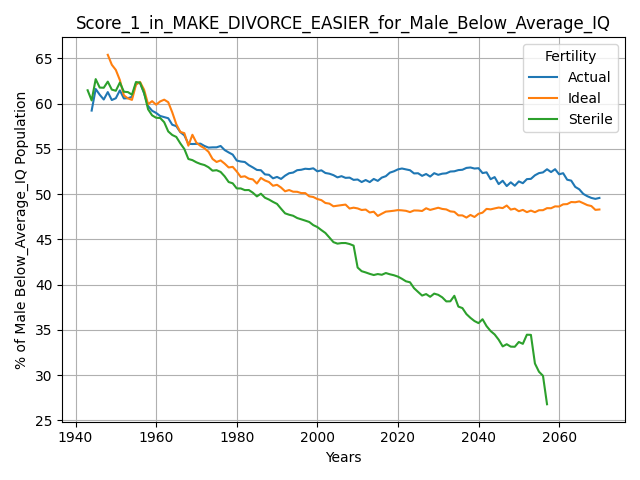 Score_1_in_MAKE_DIVORCE_EASIER_for_Male_Below_Average_IQ
Fertility
Actual
Ideal
Sterile
% of Male Below_Average_IQ Population
65
60
55
50
45
40
35
30
25
1940
1960
1980
2000
2020
2040
2060
Years